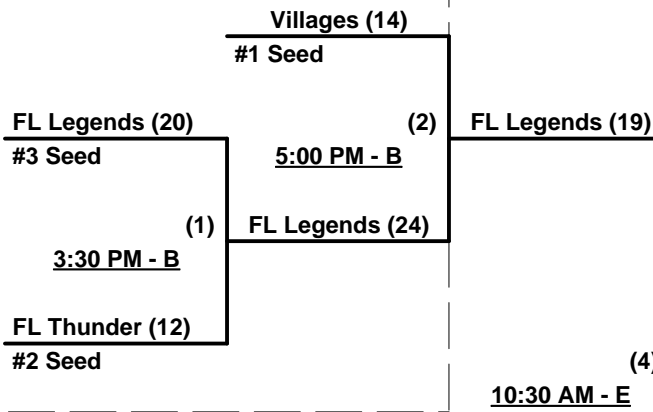 Villages (14)
#1 Seed
FL Legends (20)
(2)
FL Legends (19)
#3 Seed
5:00 PM - B
(1)
FL Legends (24)
3:30 PM - B
FL Thunder (12)
#2 Seed
(4)
10:30 AM - E